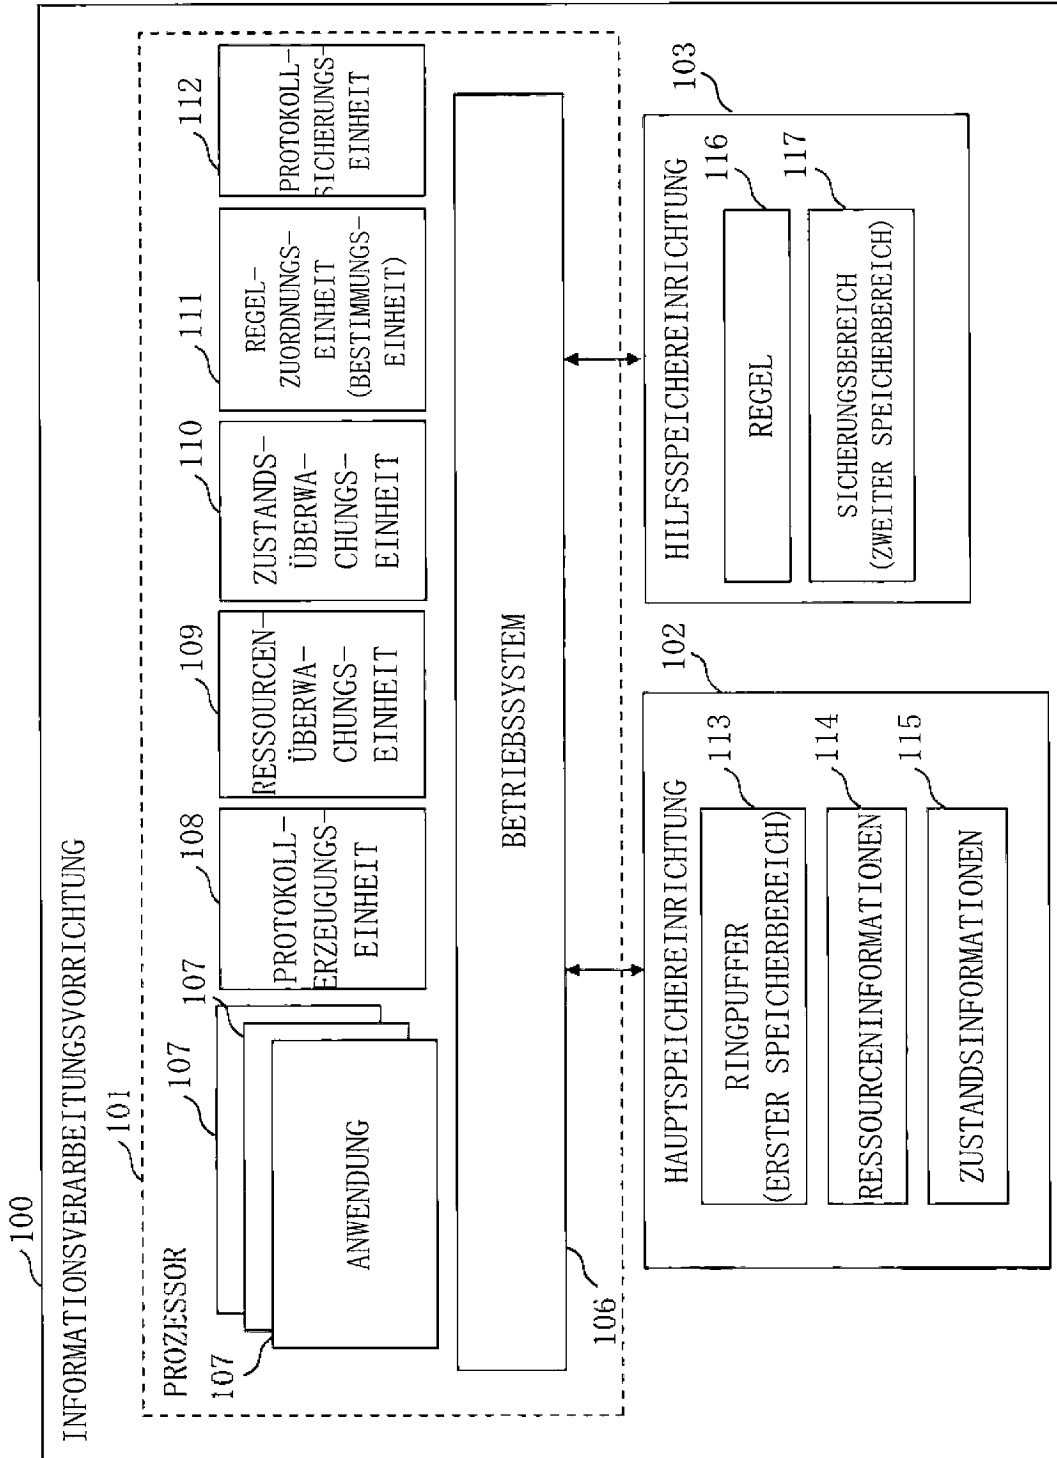 100
INFORMATIONSVERARBEITUNGSVORRICHTUNG
101
PROZESSOR
107
107
107
ANWENDUNG
108
PROTOKOLL-
ERZEUGUNGS-
EINHEIT
109
RESSOURCEN-
ÜBERWA-
CHUNGS-
EINHEIT
110
ZUSTANDS-
ÜBERWA-
CHUNGS-
EINHEIT
111
REGEL-
ZUORDNUNGS-
EINHEIT
(BESTIMMUNGS-
EINHEIT)
112
PROTOKOLL-
SICHERUNGS-
EINHEIT
BETRIEBSSYSTEM
106
102
HAUPTSPEICHEREINRICHTUNG
113
RINGPUFFER
(ERSTER SPEICHERBEREICH)
114
RESSOURCENINFORMATIONEN
115
ZUSTANDSINFORMATIONEN
103
HILFSSPEICHEREINRICHTUNG
116
REGEL
117
SICHERUNGSBEREICH
(ZWEITER SPEICHERBEREICH)